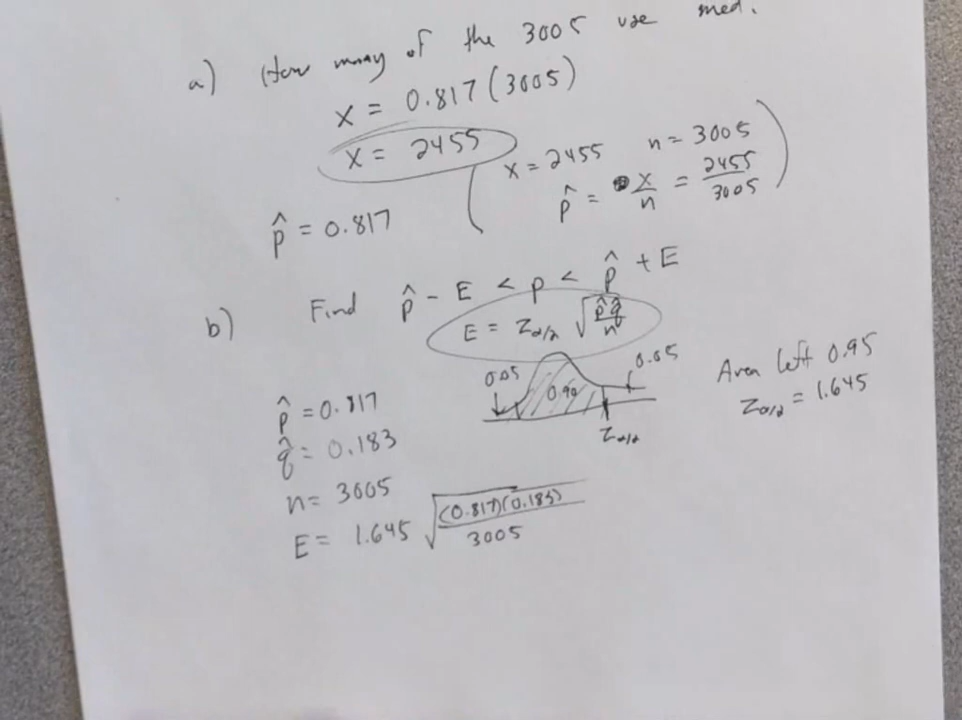 a) How many of the 3005 use med.
x = 0.817(3005)
x = 2455
x = 2455 n = 3005
p̂ = x/n = 2455/3005
p̂ = 0.817
b) Find p̂ - E < p < p̂ + E
E = Zα/2 √(p̂q̂/n)
0.05 0.90 0.05
Zα/2
Area left 0.95
Zα/2 = 1.645
p̂ = 0.817
q̂ = 0.183
n = 3005
E = 1.645 √((0.817)(0.183)/3005)